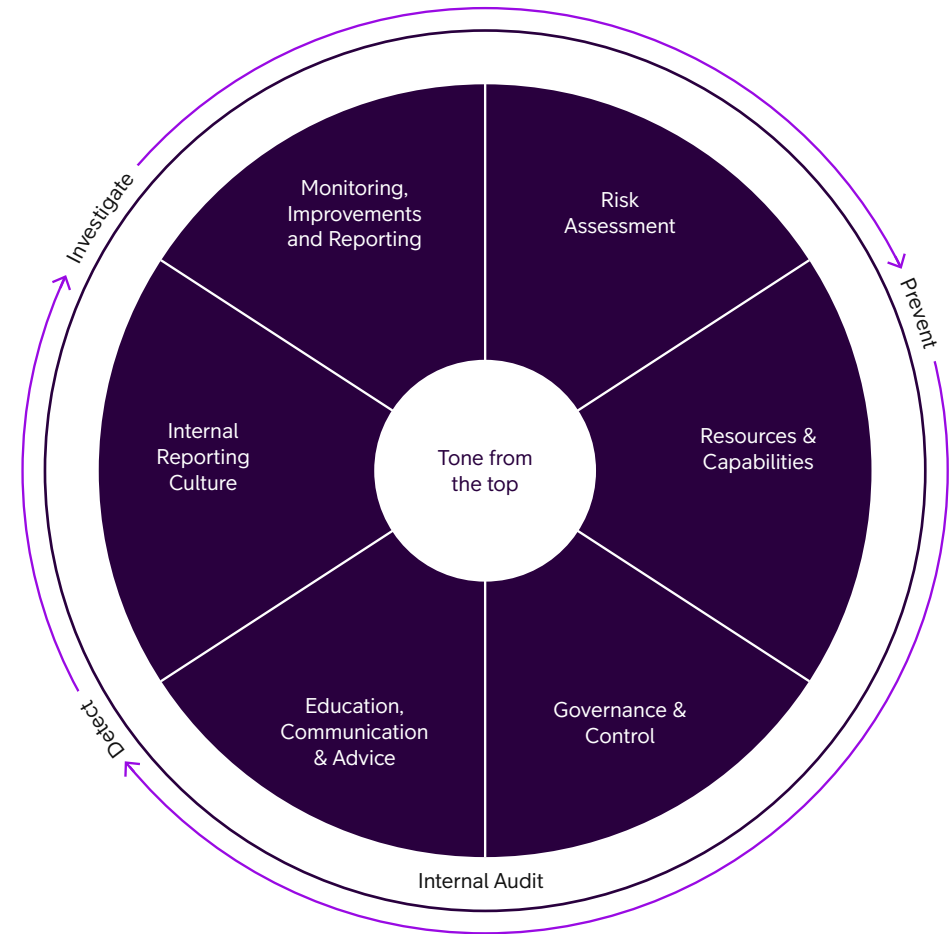 Investigate
Prevent
Detect
Monitoring,
Improvements
and Reporting
Risk
Assessment
Internal
Reporting
Culture
Tone from
the top
Resources &
Capabilities
Education,
Communication
& Advice
Governance &
Control
Internal Audit